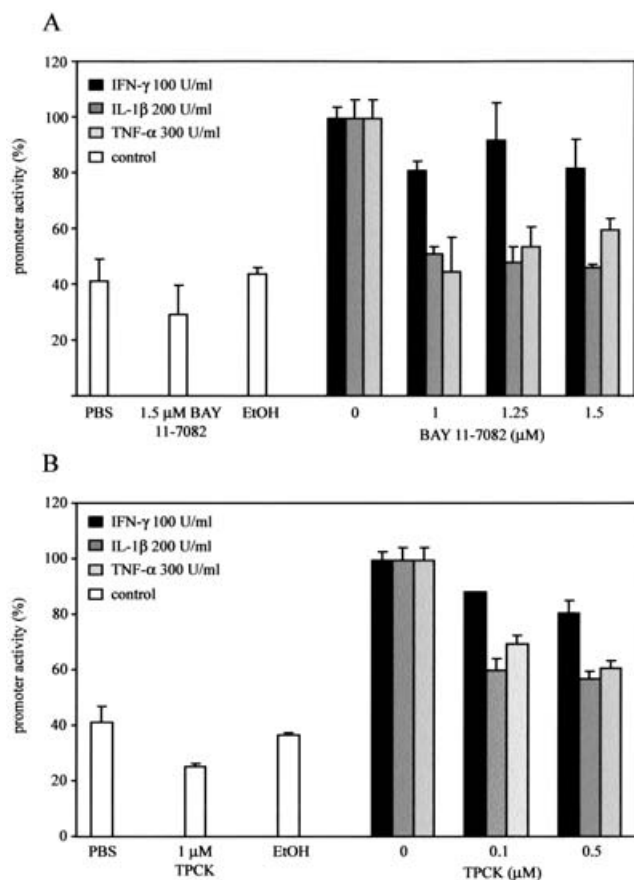 A
120
100
80
60
40
20
promoter activity (%)
IFN-γ 100 U/ml
IL-1β 200 U/ml
TNF-α 300 U/ml
control
PBS
1.5 μM BAY
11-7082
EtOH
0
1
1.25
1.5
BAY 11-7082 (μM)
B
120
100
80
60
40
20
0
promoter activity (%)
IFN-γ 100 U/ml
IL-1β 200 U/ml
TNF-α 300 U/ml
control
PBS
1 μM
TPCK
EtOH
0
0.1
0.5
TPCK (μM)